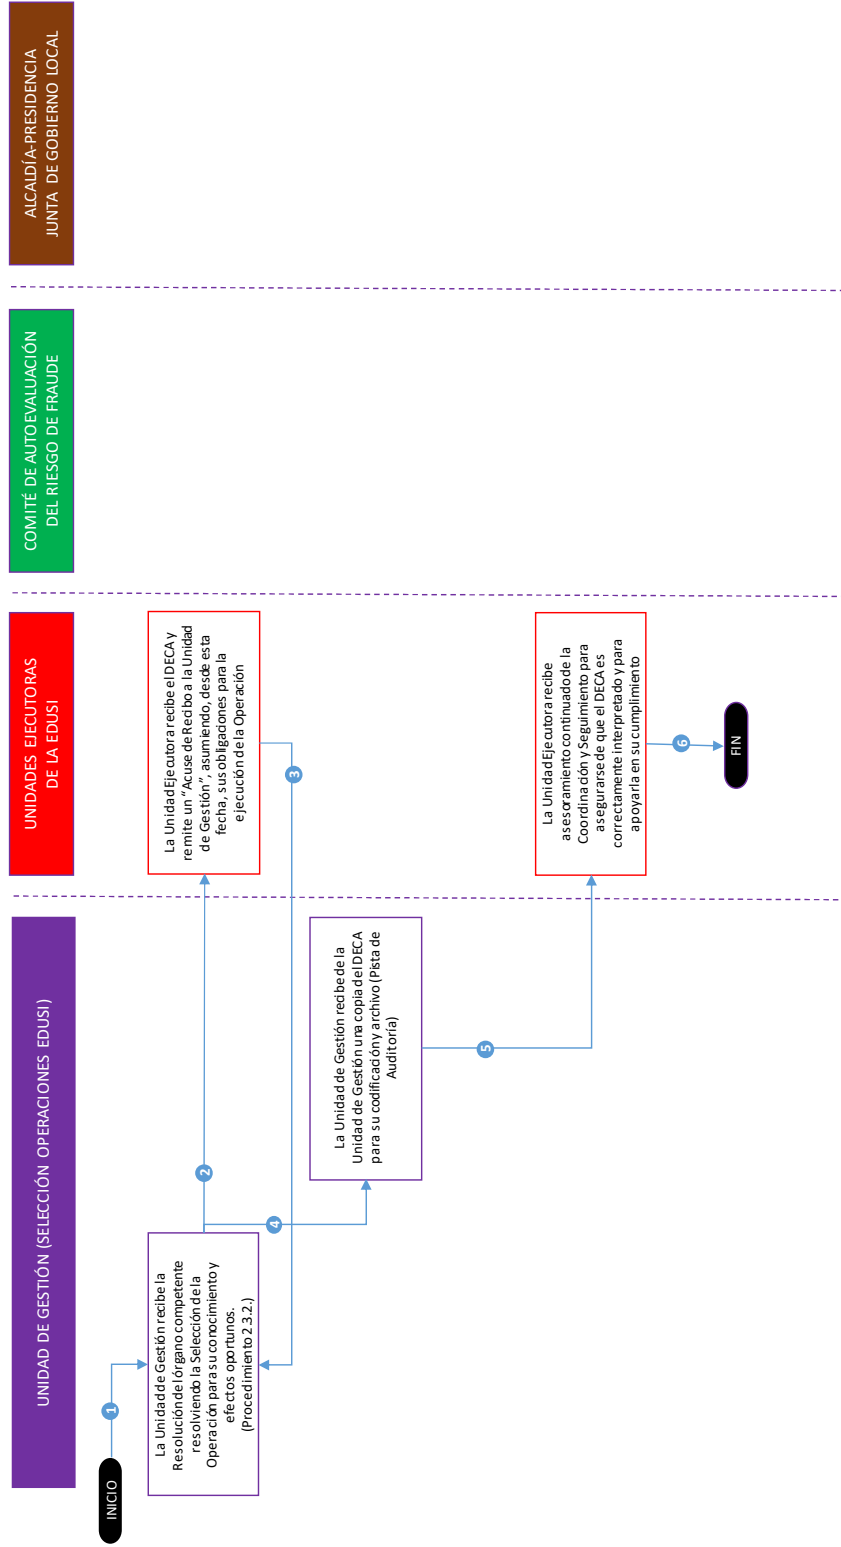 UNIDAD DE GESTIÓN (SELECCIÓN OPERACIONES EDUSI)
UNIDADES EJECUTORAS
DE LA EDUSI
COMITÉ DE AUTOEVALUACIÓN
DEL RIESGO DE FRAUDE
ALCALDÍA-PRESIDENCIA
JUNTA DE GOBIERNO LOCAL
INICIO
1
La Unidad de Gestión recibe la
Resolución del órgano competente
resolviendo la Selección de la
Operación para su conocimiento y
efectos oportunos.
(Procedimiento 2.3.2.)
2
La Unidad Ejecutora recibe el DECA y
remite un “Acuse de Recibo a la Unidad
de Gestión”, asumiendo, desde esta
fecha, sus obligaciones para la
ejecución de la Operación
3
4
La Unidad de Gestión recibe de la
Unidad de Gestión una copia del DECA
para su codificación y archivo (Pista de
Auditoría)
5
La Unidad Ejecutora recibe
asesoramiento continuado de la
Coordinación y Seguimiento para
asegurarse de que el DECA es
correctamente interpretado y para
apoyarla en su cumplimiento
6
FIN